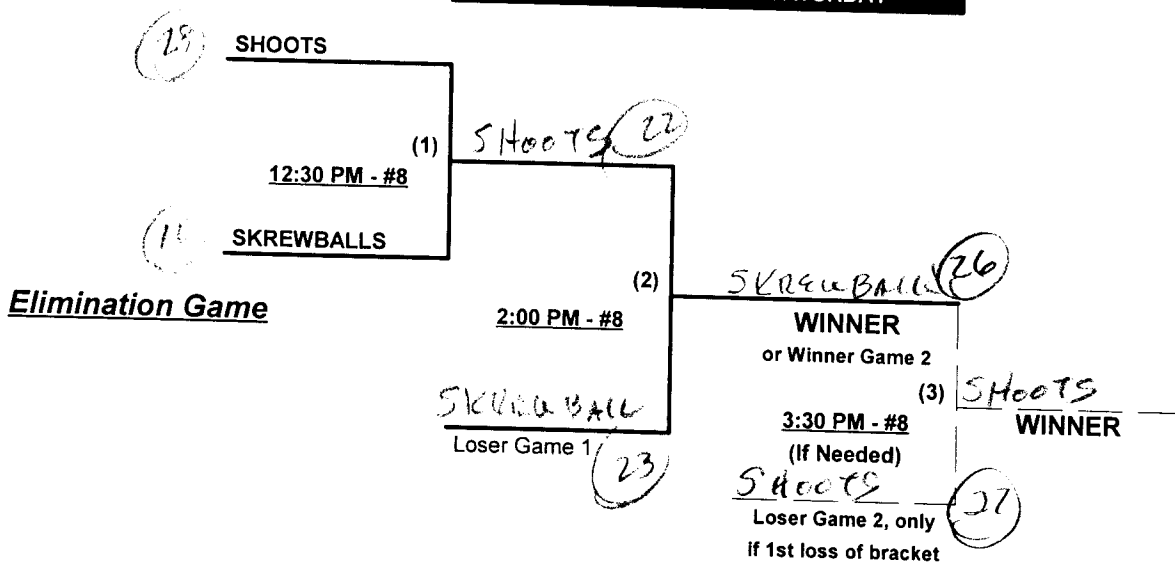 SHOOTS
(1)
SHOOTS 22
12:30 PM - #8
SKREWBALLS
Elimination Game
(2)
2:00 PM - #8
SKREWBALL 26
WINNER
or Winner Game 2
(3)
SHOOTS
WINNER
3:30 PM - #8
(If Needed)
SKREWBALL
Loser Game 1
23
SHOOTS 27
Loser Game 2, only
if 1st loss of bracket